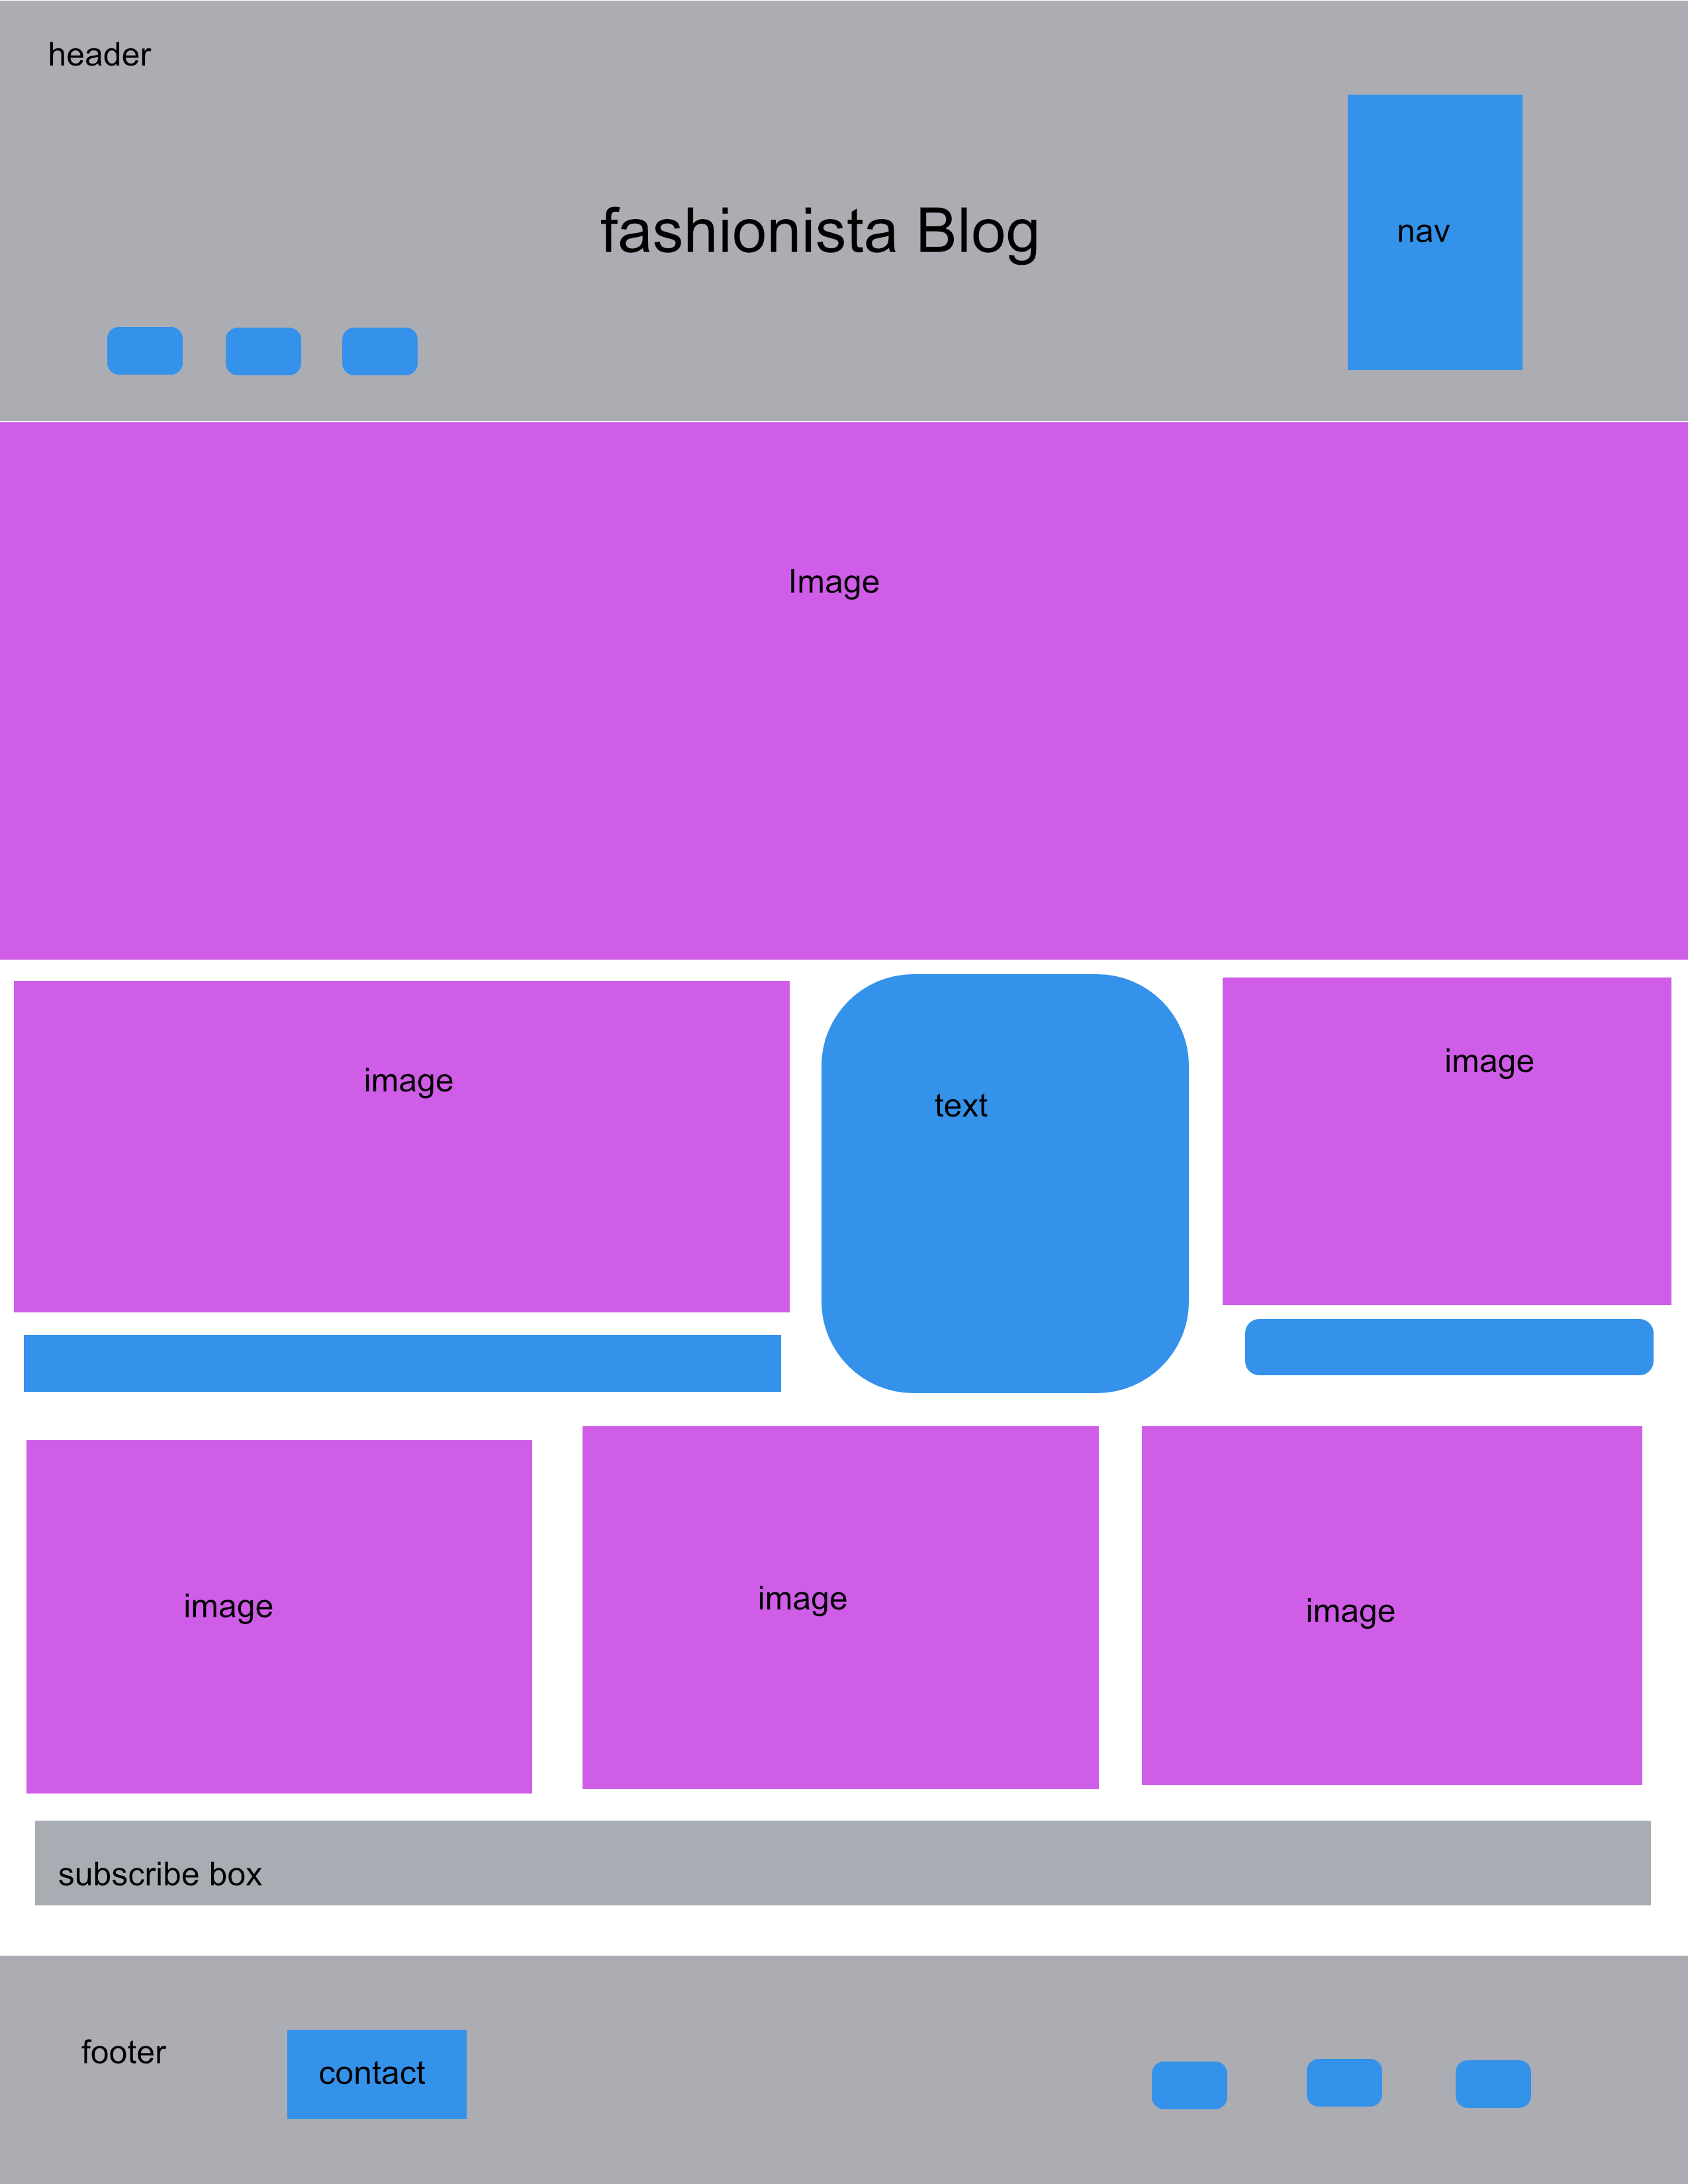 header
fashionista Blog
nav
Image
image
text
image
image
image
image
subscribe box
footer
contact